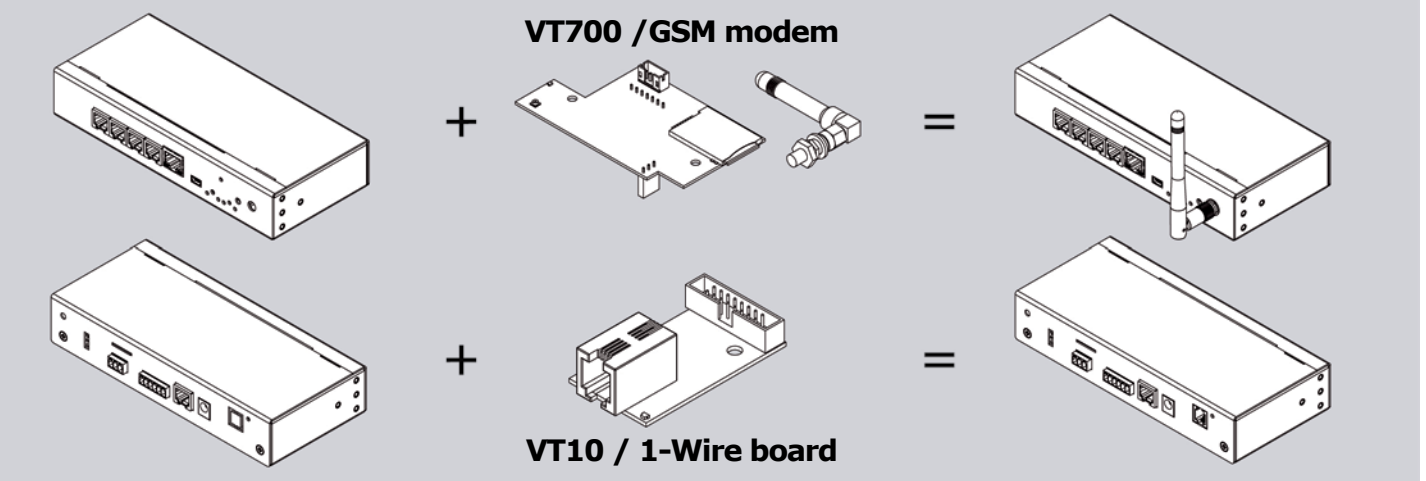 VT700 /GSM modem
+ =
+ =
VT10 / 1-Wire board